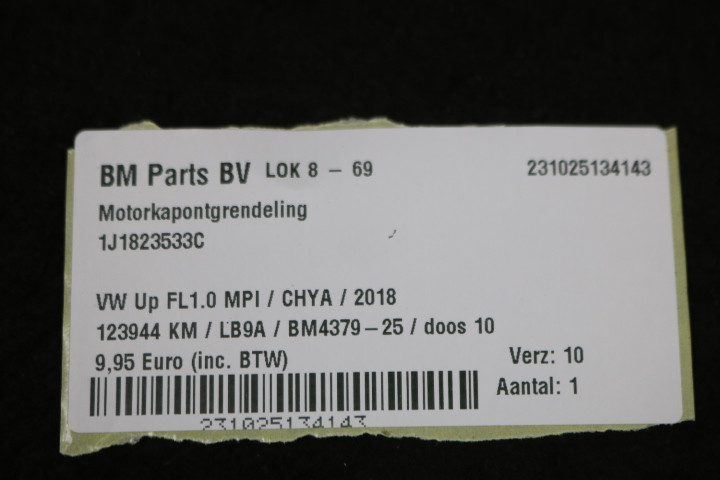 BM Parts BV LOK 8 - 69 231025134143
Motorkapontgrendeling
1J1823533C
VW Up FL1.0 MPI / CHYA / 2018
123944 KM / LB9A / BM4379-25 / doos 10
9,95 Euro (inc. BTW) Verz: 10
Aantal: 1
231025134143